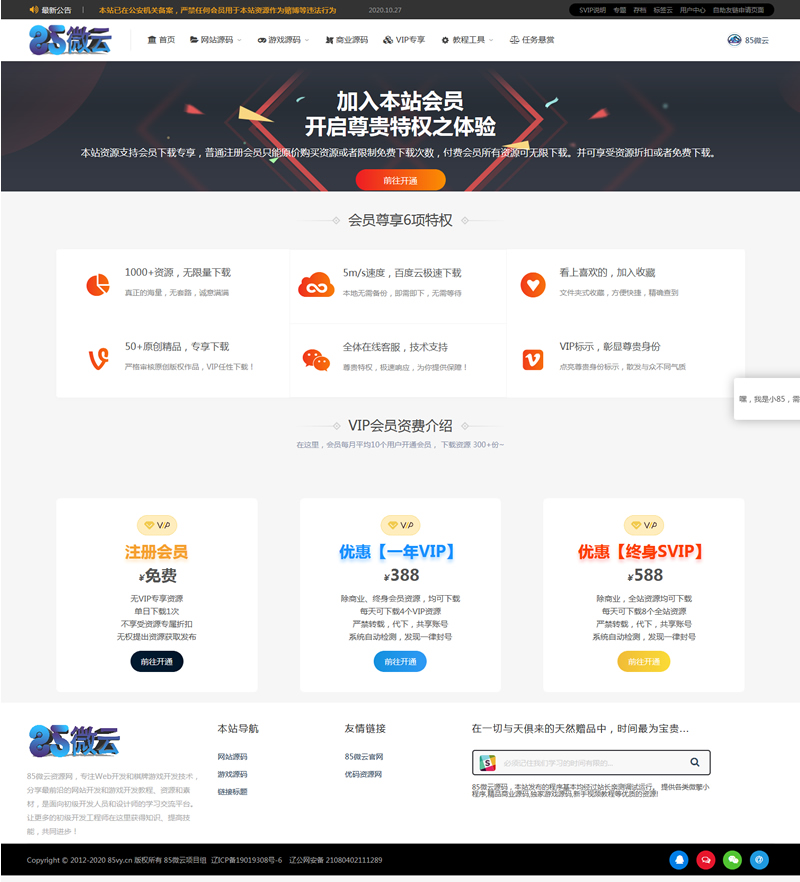 最新公告
本站已在公安机关备案，严禁任何会员用于本站资源作为赌博等违法行为
2020.10.27
SVIP说明 专题 存档 标签云 用户中心 自助友链申请页面
85微云
首页 网站源码 游戏源码 商业源码 VIP专享 教程工具 任务悬赏
85微云
加入本站会员
开启尊贵特权之体验
本站资源支持会员下载专享，普通注册会员只能原价购买资源或者限制免费下载次数，付费会员所有资源可无限下载。并可享受资源折扣或者免费下载。
前往开通
会员尊享6项特权
1000+资源，无限量下载
真正的海量，无套路，诚意满满
5m/s速度，百度云极速下载
本地无需备份，即需即下，无需等待
看上喜欢的，加入收藏
文件夹式收藏，方便快捷，精确查到
50+原创精品，专享下载
严格审核原创版权作品，VIP任性下载！
全体在线客服，技术支持
尊贵特权，极速响应，为你提供保障！
VIP标示，彰显尊贵身份
点亮尊贵身份标示，散发与众不同气质
嘿，我是小85，需
VIP会员资费介绍
在这里，会员每月平均10个用户开通会员， 下载资源 300+份~
VIP
注册会员
¥免费
无VIP专享资源
单日下载1次
不享受资源专属折扣
无权提出资源获取发布
前往开通
VIP
优惠【一年VIP】
¥388
除商业、终身会员资源，均可下载
每天可下载4个VIP资源
严禁转载，代下，共享账号
系统自动检测，发现一律封号
前往开通
VIP
优惠【终身SVIP】
¥588
除商业，全站资源均可下载
每天可下载8个全站资源
严禁转载，代下，共享账号
系统自动检测，发现一律封号
前往开通
85微云
85微云资源网，专注Web开发和棋牌游戏开发技术，
分学最前沿的网站开发和游戏开发教程、资源和素
材，是面向初级开发人员和设计师的学习交流平台。
让更多的初级开发工程师在这里获得知识、提高技
能，共同进步！
本站导航
网站源码
游戏源码
链接标题
友情链接
85微云官网
优码资源网
在一切与天俱来的天然赠品中，时间最为宝贵...
必须记住我们学习的时间有限的...
85微云源码，本站发布的程序基本均经过站长亲测调试运行。 提供各类微擎小
程序,精品商业源码,独家游戏源码,新手视频教程等优质的资源!
Copyright © 2012-2020 85vy.cn 版权所有 85微云项目组 辽ICP备19019308号-6 辽公网安备 21080402111289